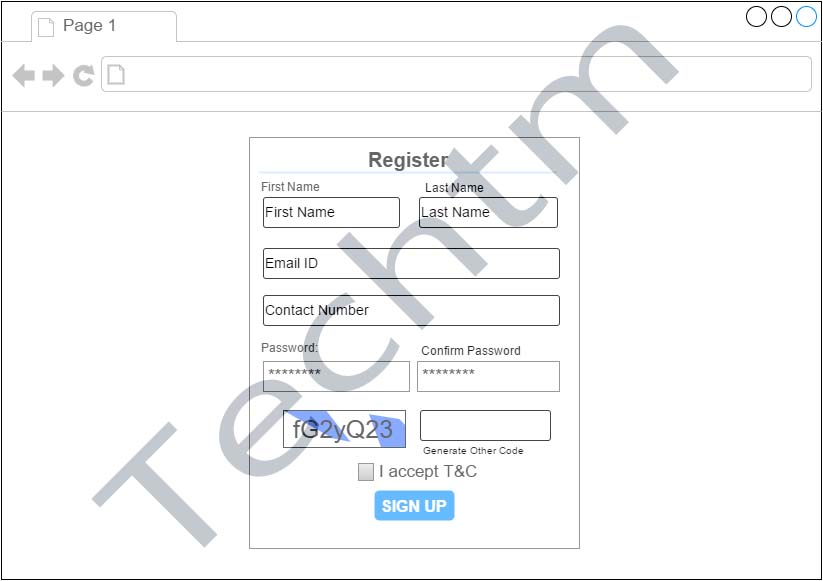 Page 1
Register
First Name Last Name
First Name Last Name
Email ID
Contact Number
Password: Confirm Password
******** ********
fG2yQ23
Generate Other Code
I accept T&C
SIGN UP
Techtm